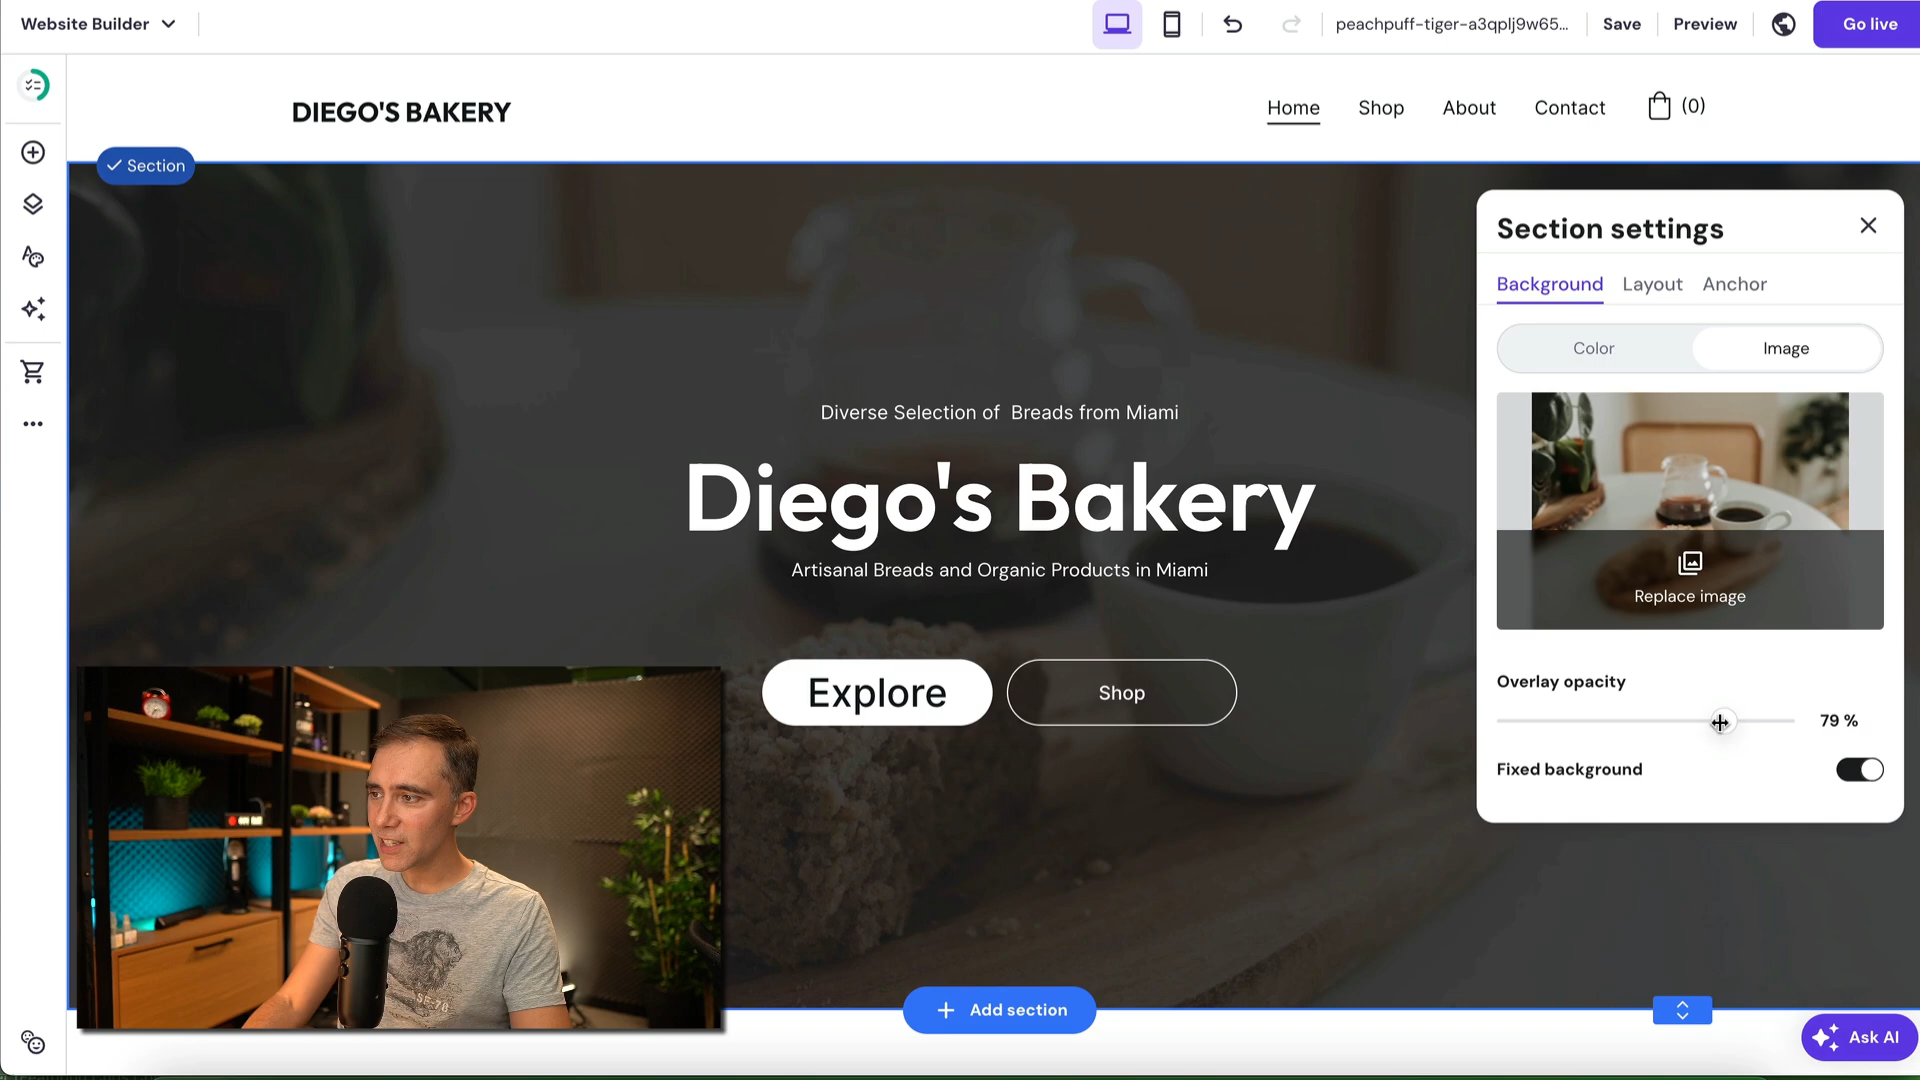 Website Builder
peachpuff-tiger-a3qplj9w65...
Save
Preview
Go live
DIEGO'S BAKERY
Home
Shop
About
Contact
(0)
Section
Section settings
Background
Layout
Anchor
Color
Image
Diverse Selection of  Breads from Miami
Diego's Bakery
Artisanal Breads and Organic Products in Miami
Replace image
Explore
Shop
Overlay opacity
79 %
Fixed background
SE-76
Add section
Ask AI